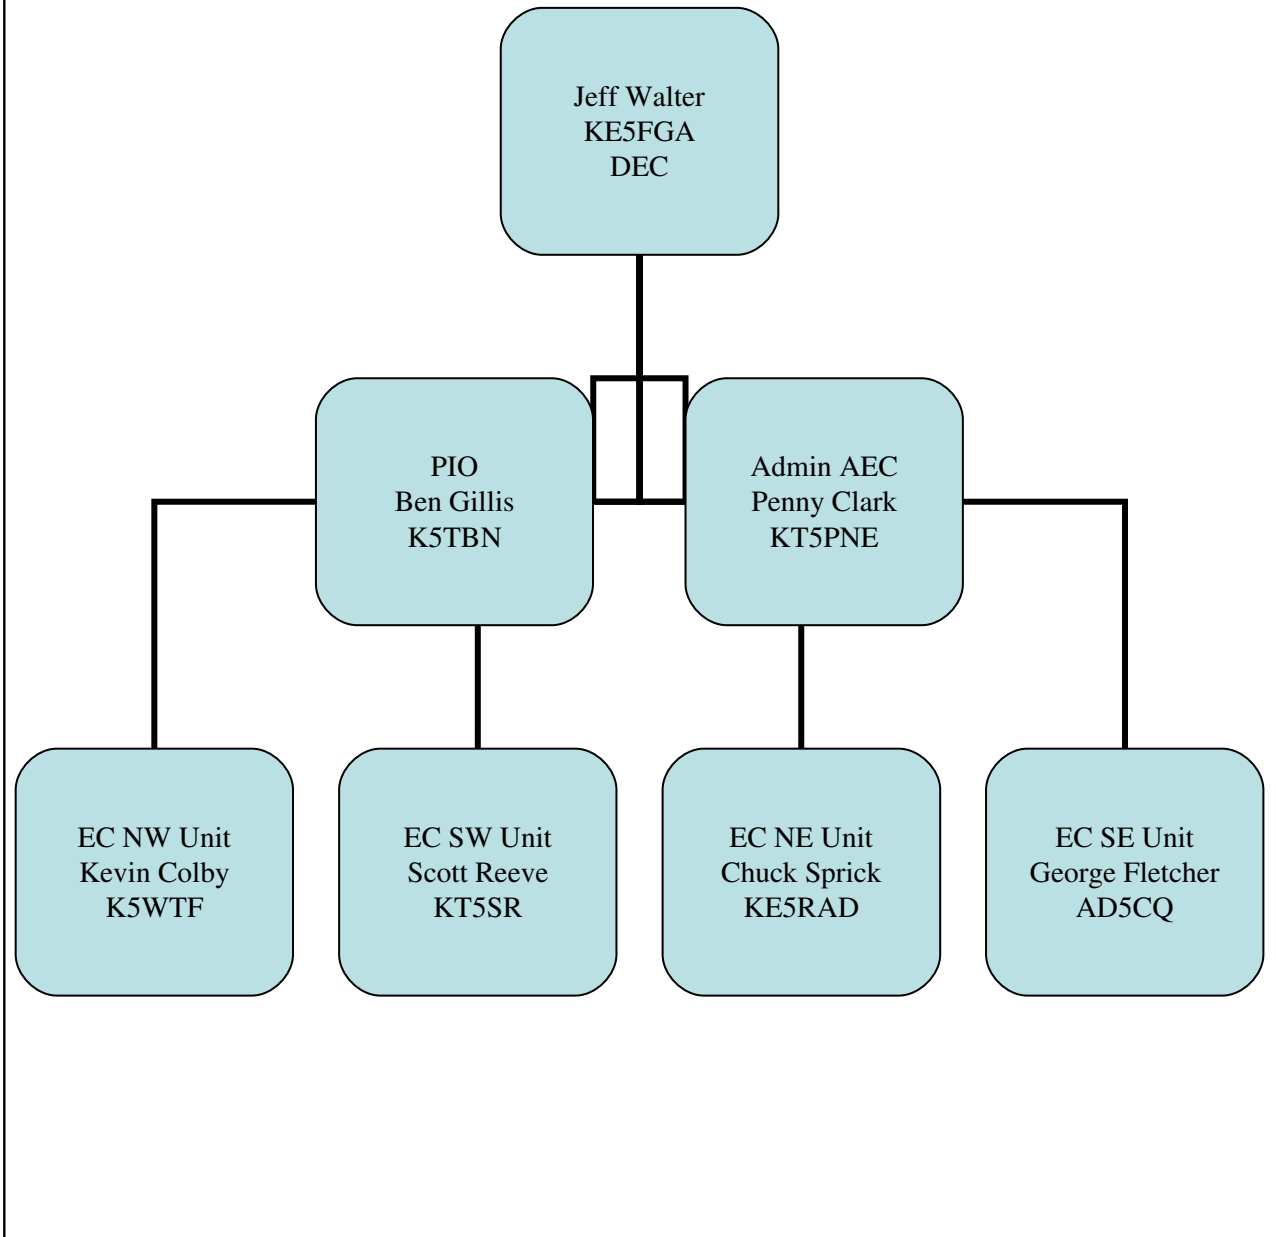 Jeff Walter
KE5FGA
DEC
PIO
Ben Gillis
K5TBN
Admin AEC
Penny Clark
KT5PNE
EC NW Unit
Kevin Colby
K5WTF
EC SW Unit
Scott Reeve
KT5SR
EC NE Unit
Chuck Sprick
KE5RAD
EC SE Unit
George Fletcher
AD5CQ